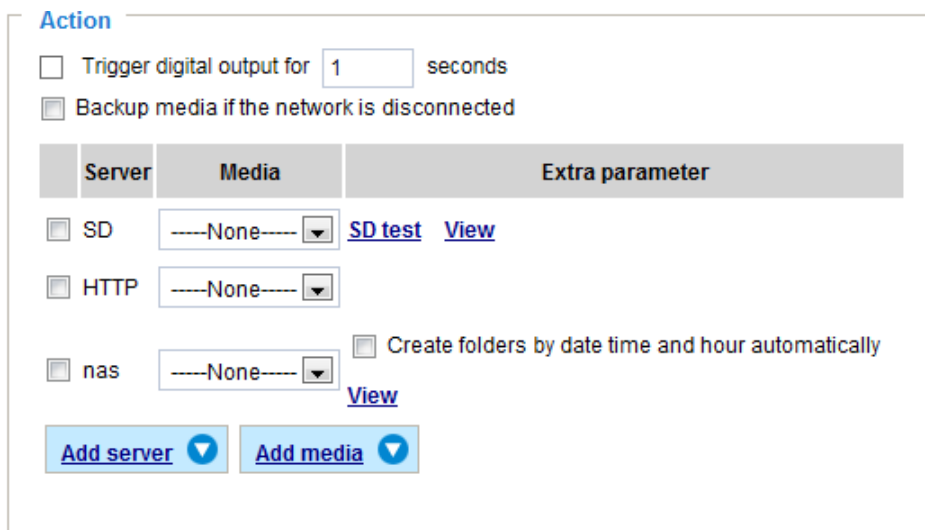 Action
Trigger digital output for 1 seconds
Backup media if the network is disconnected
Server Media Extra parameter
SD -----None----- SD test View
HTTP -----None-----
Create folders by date time and hour automatically
nas -----None-----
View
Add server Add media